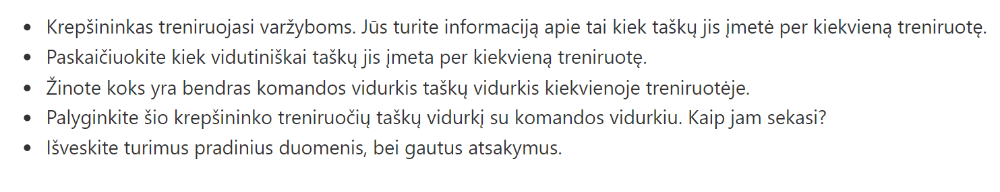 • Krepšininkas treniruojasi varžyboms. Jūs turite informaciją apie tai kiek taškų jis įmetė per kiekvieną treniruotę.
• Paskaičiuokite kiek vidutiniškai taškų jis įmeta per kiekvieną treniruotę.
• Žinote koks yra bendras komandos vidurkis taškų vidurkis kiekvienoje treniruotėje.
• Palyginkite šio krepšininko treniruočių taškų vidurkį su komandos vidurkiu. Kaip jam sekasi?
• Išveskite turimus pradinius duomenis, bei gautus atsakymus.